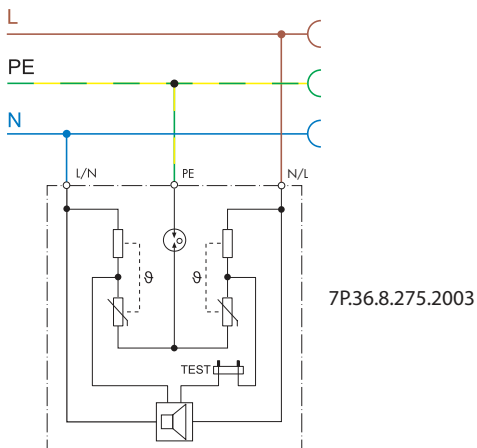 L
PE
N
L/N
PE
N/L
ϑ
ϑ
7P.36.8.275.2003
TEST